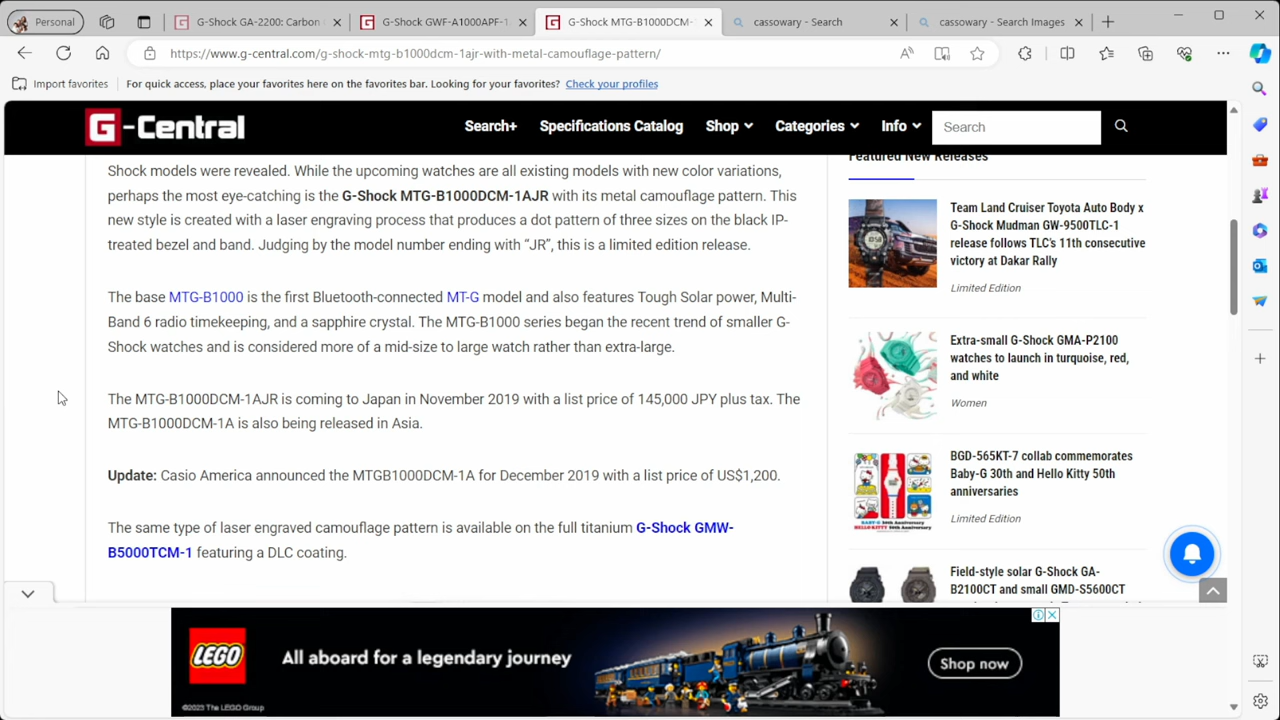 Personal
G-Shock GA-2200: Carbon
G-Shock GWF-A1000APF-1
G-Shock MTG-B1000DCM-
cassowary - Search
cassowary - Search Images
https://www.g-central.com/g-shock-mtg-b1000dcm-1ajr-with-metal-camouflage-pattern/
Import favorites
For quick access, place your favorites here on the favorites bar. Looking for your favorites? Check your profiles
G-Central
Search+
Specifications Catalog
Shop
Categories
Info
Search
Shock models were revealed. While the upcoming watches are all existing models with new color variations,
perhaps the most eye-catching is the G-Shock MTG-B1000DCM-1AJR with its metal camouflage pattern. This
new style is created with a laser engraving process that produces a dot pattern of three sizes on the black IP-
treated bezel and band. Judging by the model number ending with “JR”, this is a limited edition release.
The base MTG-B1000 is the first Bluetooth-connected MT-G model and also features Tough Solar power, Multi-
Band 6 radio timekeeping, and a sapphire crystal. The MTG-B1000 series began the recent trend of smaller G-
Shock watches and is considered more of a mid-size to large watch rather than extra-large.
The MTG-B1000DCM-1AJR is coming to Japan in November 2019 with a list price of 145,000 JPY plus tax. The
MTG-B1000DCM-1A is also being released in Asia.
Update: Casio America announced the MTGB1000DCM-1A for December 2019 with a list price of US$1,200.
The same type of laser engraved camouflage pattern is available on the full titanium G-Shock GMW-
B5000TCM-1 featuring a DLC coating.
Featured New Releases
Team Land Cruiser Toyota Auto Body x
G-Shock Mudman GW-9500TLC-1
release follows TLC’s 11th consecutive
victory at Dakar Rally
Limited Edition
Extra-small G-Shock GMA-P2100
watches to launch in turquoise, red,
and white
Women
BGD-565KT-7 collab commemorates
Baby-G 30th and Hello Kitty 50th
anniversaries
Limited Edition
Field-style solar G-Shock GA-
B2100CT and small GMD-S5600CT
LEGO
All aboard for a legendary journey
Shop now
©2023 The LEGO Group